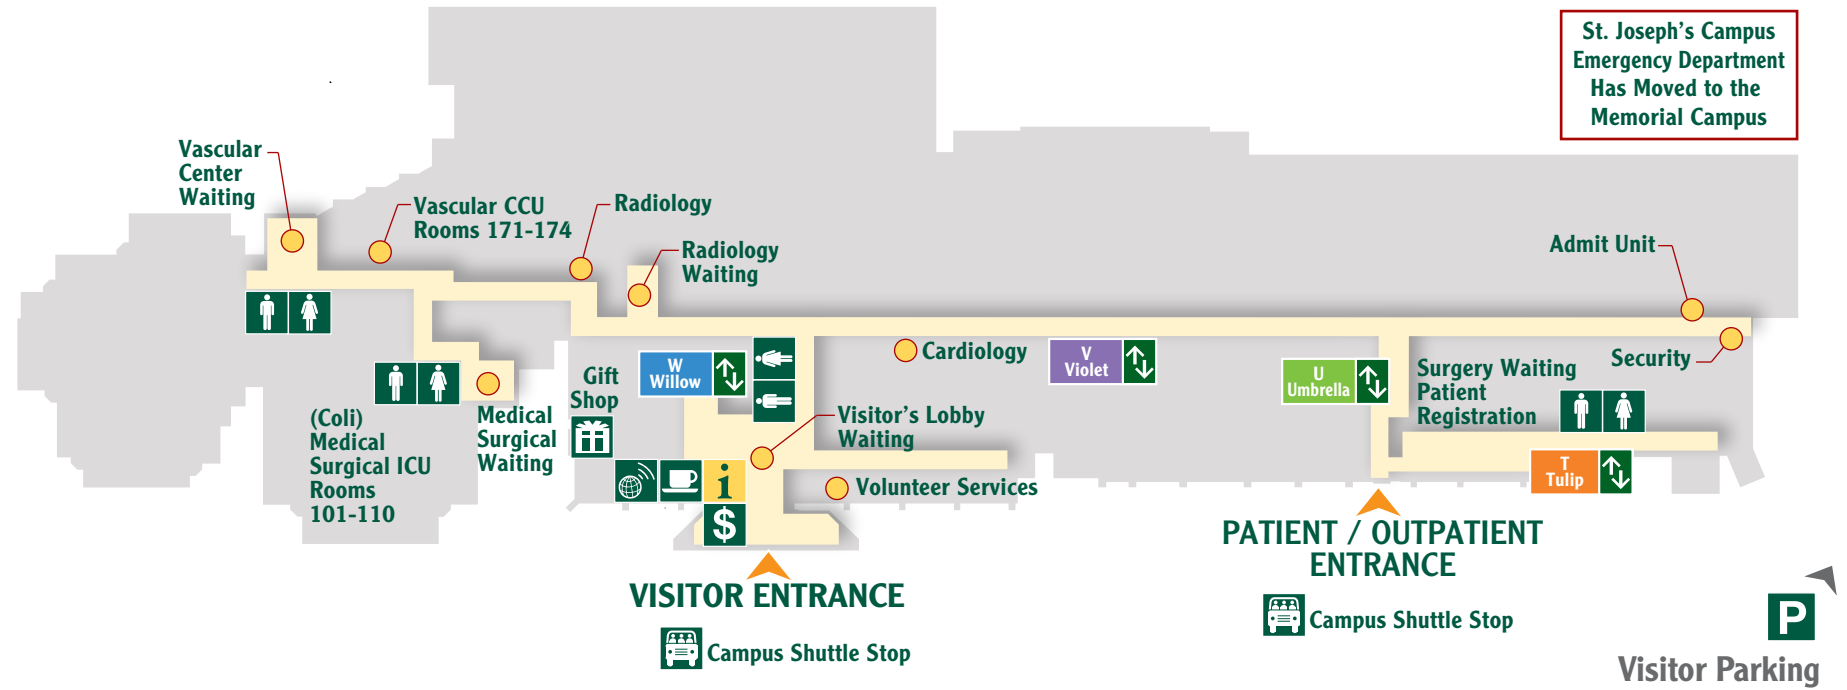 St. Joseph's Campus
Emergency Department
Has Moved to the
Memorial Campus
Vascular
Center
Waiting
Vascular CCU
Rooms 171-174
Radiology
Radiology
Waiting
Admit Unit
Security
Cardiology
W
Willow
V
Violet
U
Umbrella
Surgery Waiting
Patient
Registration
T
Tulip
Gift
Shop
(Coli)
Medical
Surgical ICU
Rooms
101-110
Medical
Surgical
Waiting
Visitor's Lobby
Waiting
i
$
Volunteer Services
VISITOR ENTRANCE
Campus Shuttle Stop
PATIENT / OUTPATIENT
ENTRANCE
Campus Shuttle Stop
P
Visitor Parking